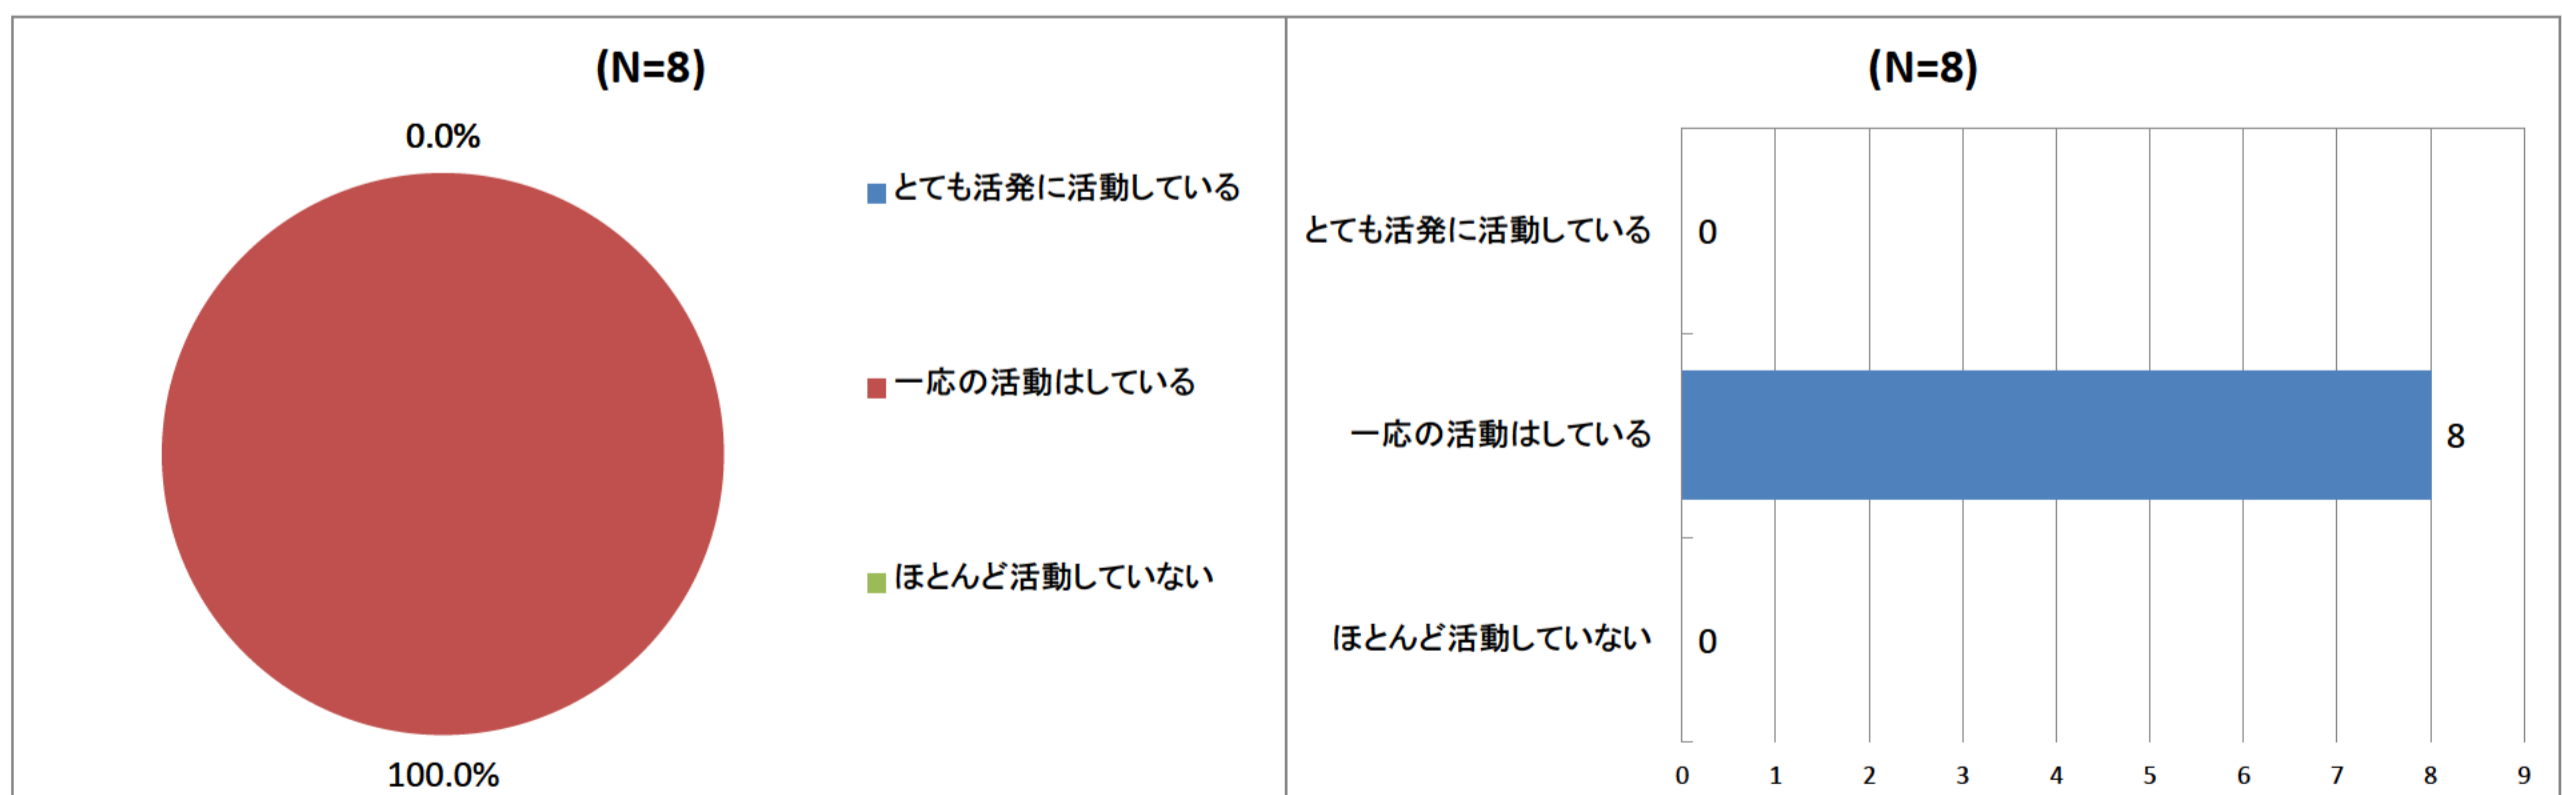 (N=8)
0.0%
とても活発に活動している
一応の活動はしている
ほとんど活動していない
100.0%
(N=8)
とても活発に活動している 0
一応の活動はしている 8
ほとんど活動していない 0
0 1 2 3 4 5 6 7 8 9